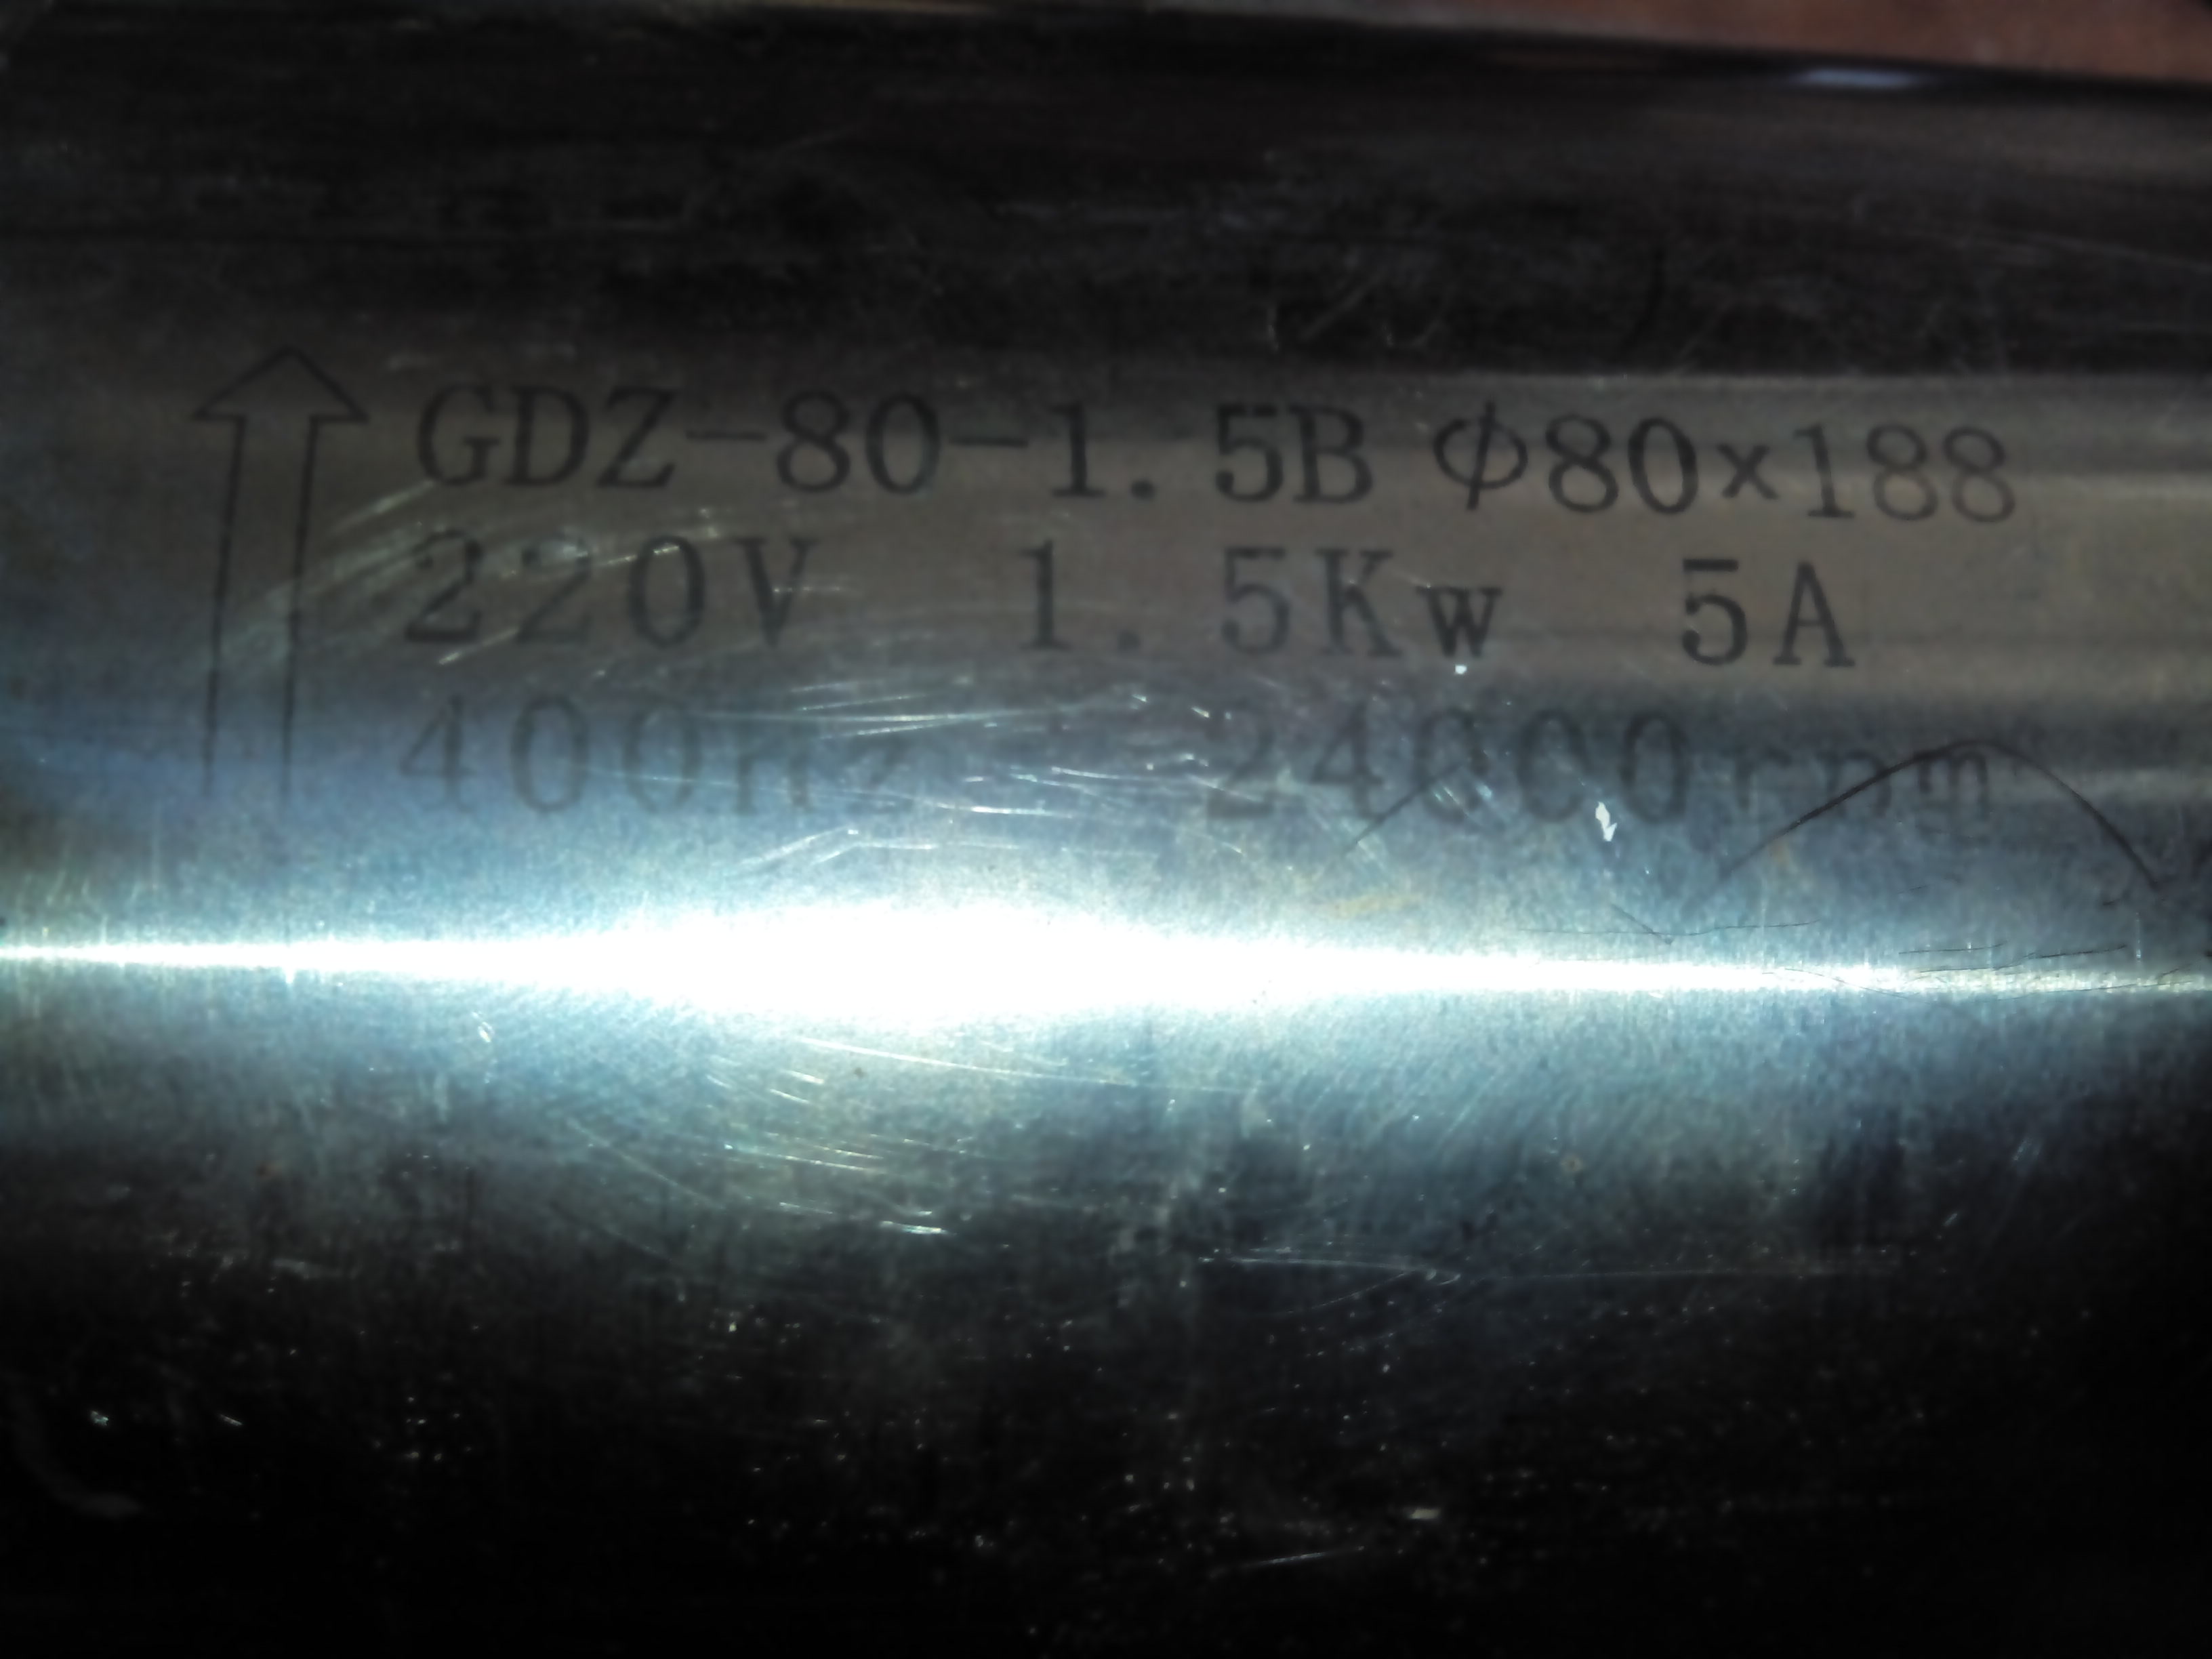 GDZ-80-1.5B Φ80×188
220V 1.5Kw 5A
400Hz 24000rpm